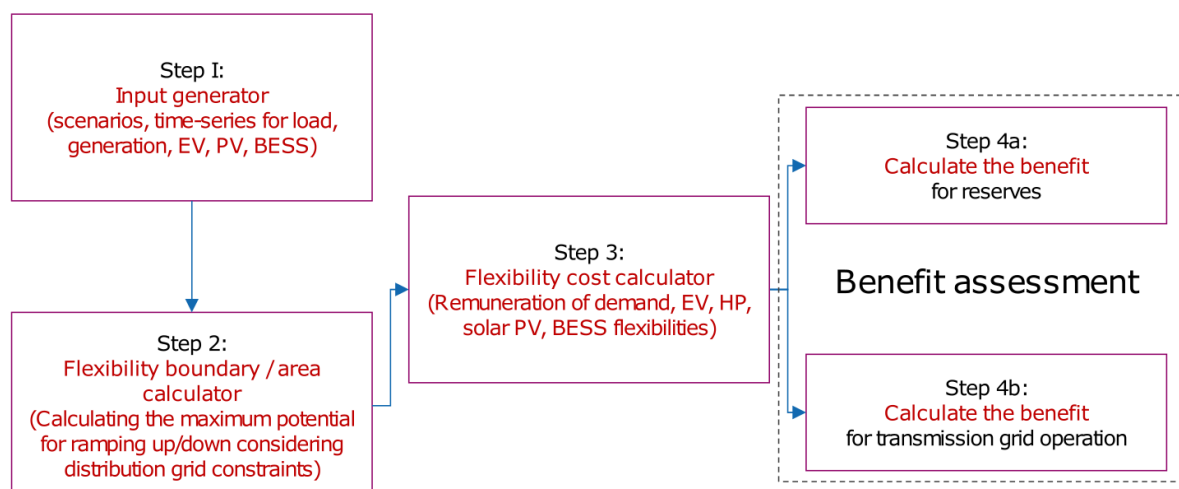 Step I:
Input generator
(scenarios, time-series for load,
generation, EV, PV, BESS)
Step 2:
Flexibility boundary / area
calculator
(Calculating the maximum potential
for ramping up/down considering
distribution grid constraints)
Step 3:
Flexibility cost calculator
(Remuneration of demand, EV, HP,
solar PV, BESS flexibilities)
Step 4a:
Calculate the benefit
for reserves
Benefit assessment
Step 4b:
Calculate the benefit
for transmission grid operation